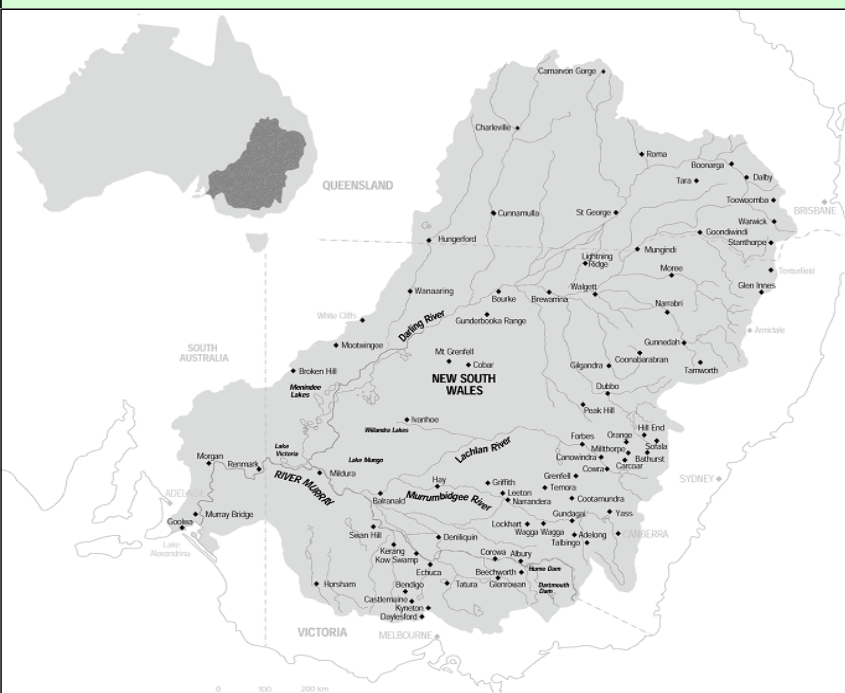 Carnarvon Gorge
Charleville
Roma
Boonarga
Dalby
Tara
QUEENSLAND
Toowoomba
BRISBANE
Cunnamulla
St George
Warwick
Goondiwindi
Stanthorpe
Hungerford
Mungindi
Lightning
Ridge
Moree
Tenterfield
Glen Innes
Walgett
Wanaaring
Bourke
Brewarrina
Narrabri
White Cliffs
Darling River
Gunderbooka Range
Armidale
SOUTH
AUSTRALIA
Mootwingee
Mt Grenfell
Cobar
Gunnedah
Coonabarabran
Gilgandra
Tamworth
Broken Hill
NEW SOUTH
WALES
Menindee
Lakes
Dubbo
Peak Hill
Ivanhoe
Willandra Lakes
Hill End
Forbes
Orange
Sofala
Millthorpe
Lachlan River
Lake
Victoria
Canowindra
Bathurst
Carcoar
Morgan
Renmark
Lake Mungo
Cowra
Mildura
RIVER MURRAY
Grenfell
SYDNEY
Hay
Griffith
Temora
ADELAIDE
Balranald
Murrumbidgee River
Leeton
Narrandera
Cootamundra
Murray Bridge
Goolwa
Gundagai
Yass
Lockhart
Wagga Wagga
Adelong
CANBERRA
Swan Hill
Deniliquin
Talbingo
Lake
Alexandrina
Kerang
Kow Swamp
Corowa
Albury
Echuca
Beechworth
Hume Dam
Horsham
Bendigo
Tatura
Glenrowan
Dartmouth
Dam
Castlemaine
Kyneton
Daylesford
VICTORIA
MELBOURNE
0 100 200 km